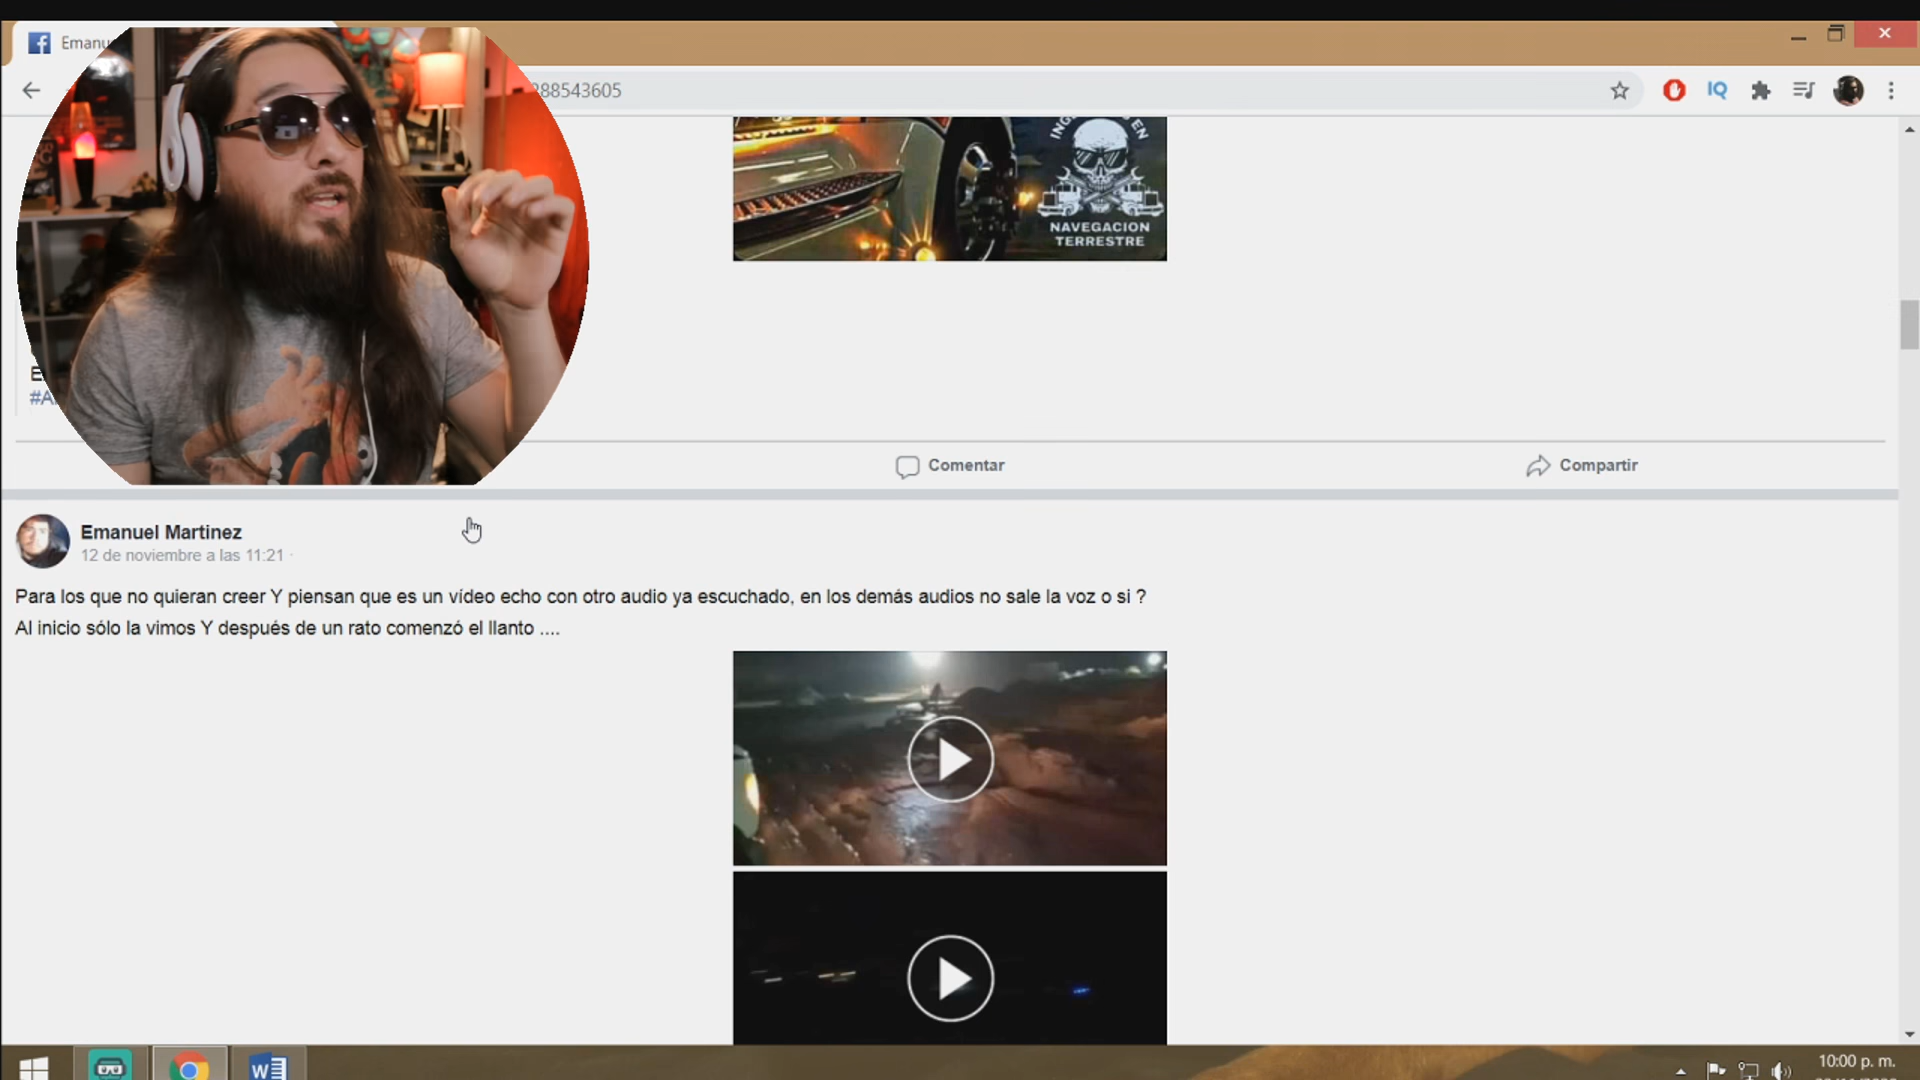 288543605
EN
NAVEGACION
TERRESTRE
#A
Comentar
Compartir
Emanuel Martinez
12 de noviembre a las 11:21 ·
Para los que no quieran creer Y piensan que es un vídeo echo con otro audio ya escuchado, en los demás audios no sale la voz o si ?
Al inicio sólo la vimos Y después de un rato comenzó el llanto ....
10:00 p. m.